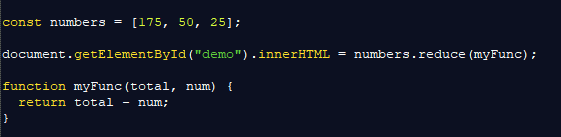 const numbers = [175, 50, 25];
document.getElementById("demo").innerHTML = numbers.reduce(myFunc);
function myFunc(total, num) {
  return total - num;
}